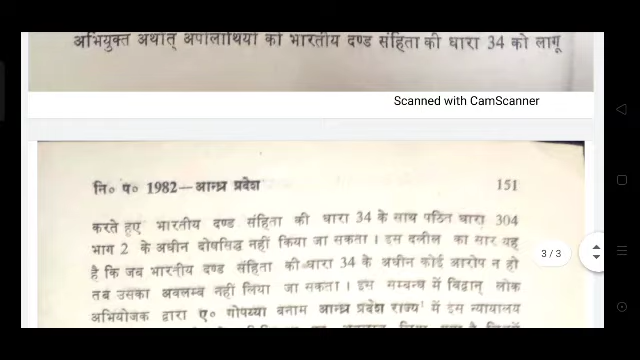 अभियुक्त अर्थात् अपीलार्थियों को भारतीय दण्ड संहिता की धारा 34 को लागू
Scanned with CamScanner
नि० प० 1982—आन्ध्र प्रदेश 151
करते हुए भारतीय दण्ड संहिता की धारा 34 के साथ पठित धारा 304
भाग 2 के अधीन दोषसिद्ध नहीं किया जा सकता । इस दलील का सार यह
3/3
है कि जब भारतीय दण्ड संहिता की धारा 34 के अधीन कोई आरोप न हो
तब उसका अवलम्ब नहीं लिया जा सकता । इस सम्बन्ध में विद्वान् लोक
अभियोजक द्वारा ए० गोपय्या बनाम आन्ध्र प्रदेश राज्य¹ में इस न्यायालय